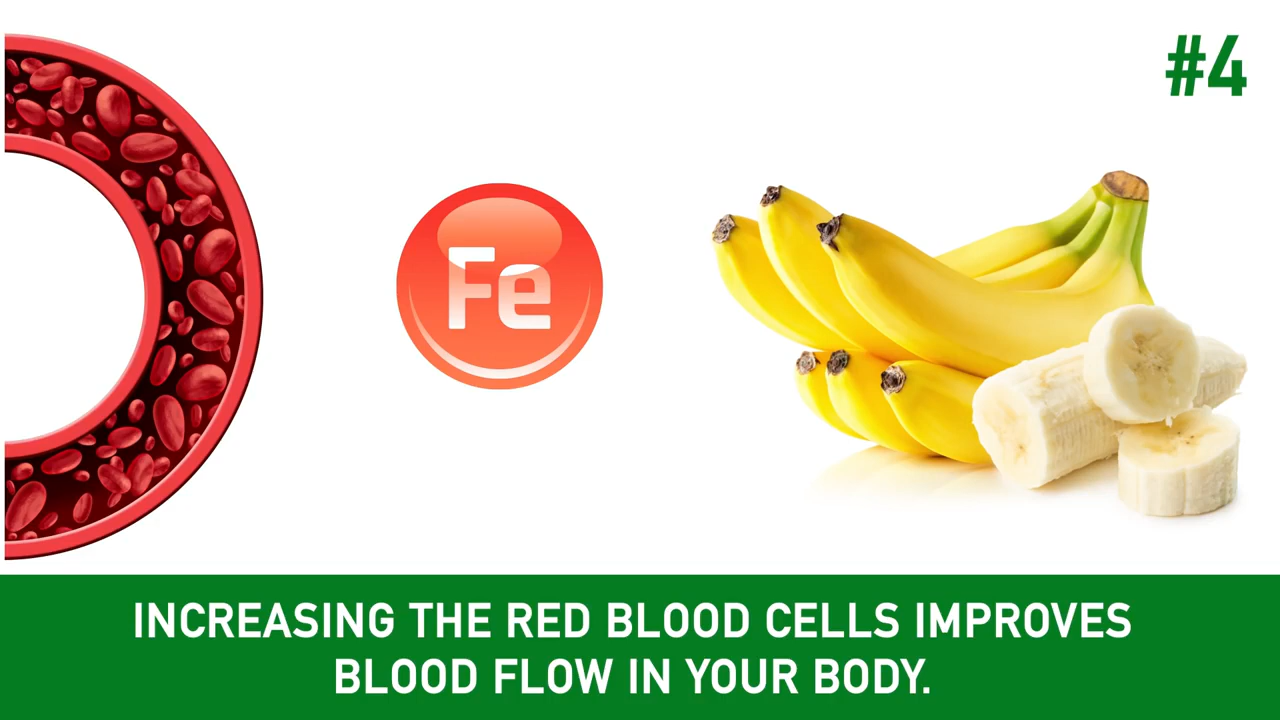 #4
Fe
INCREASING THE RED BLOOD CELLS IMPROVES
BLOOD FLOW IN YOUR BODY.